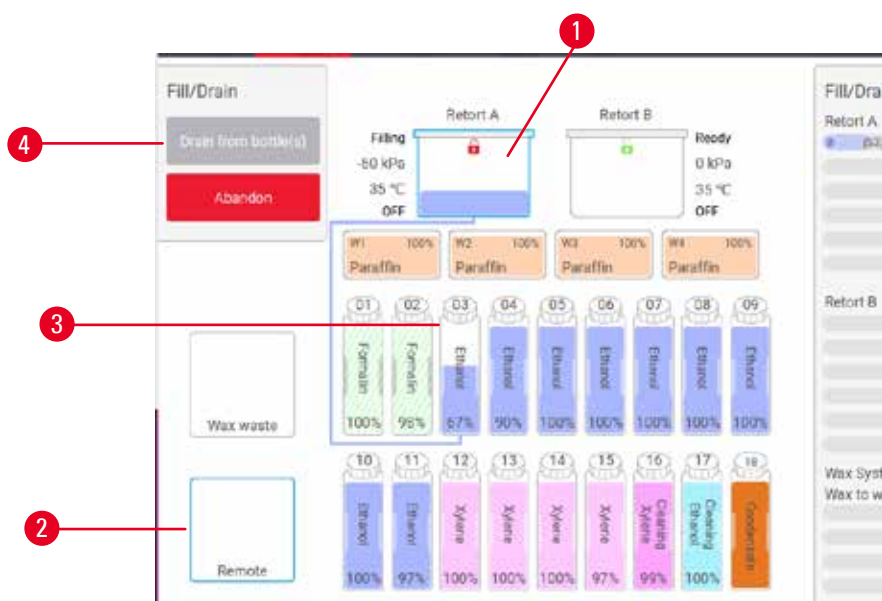 1
Fill/Drain
Fill/Dra
Retort A
Retort B
Retort A
4
Drain from bottle(s)
Filling
Ready
-60 kPa
0 kPa
Abandon
35 °C
35 °C
OFF
OFF
W1 100% W2 100% W3 100% W4 100%
Paraffin Paraffin Paraffin Paraffin
Retort B
3
01 02 03 04 05 06 07 08 09
Formalin Formalin Ethanol Ethanol Ethanol Ethanol Ethanol Ethanol Ethanol
100% 98% 67% 90% 100% 100% 100% 100% 100%
Wax waste
10 11 12 13 14 15 16 17 18
Wax Syst
Wax to w
2
Ethanol Ethanol Xylene Xylene Xylene Xylene Cleaning Xylene Cleaning Ethanol Condensate
Remote
100% 97% 100% 100% 100% 97% 99% 100%